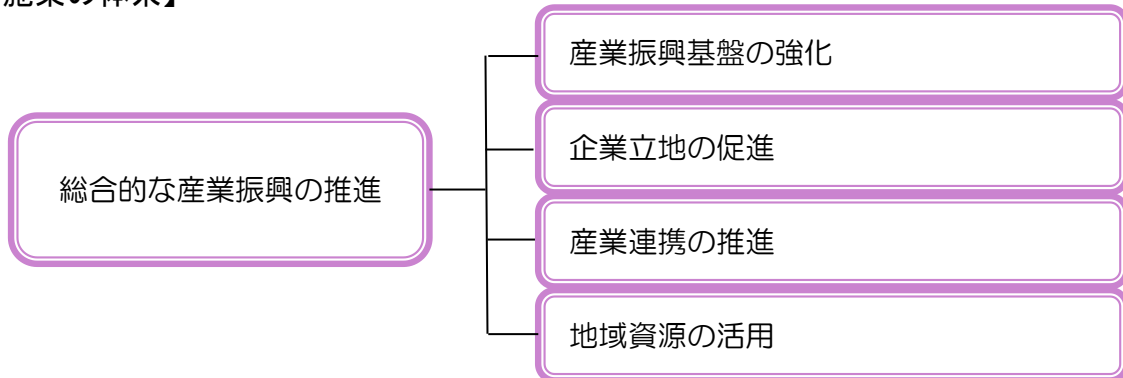 施策の体系】
総合的な産業振興の推進
産業振興基盤の強化
企業立地の促進
産業連携の推進
地域資源の活用